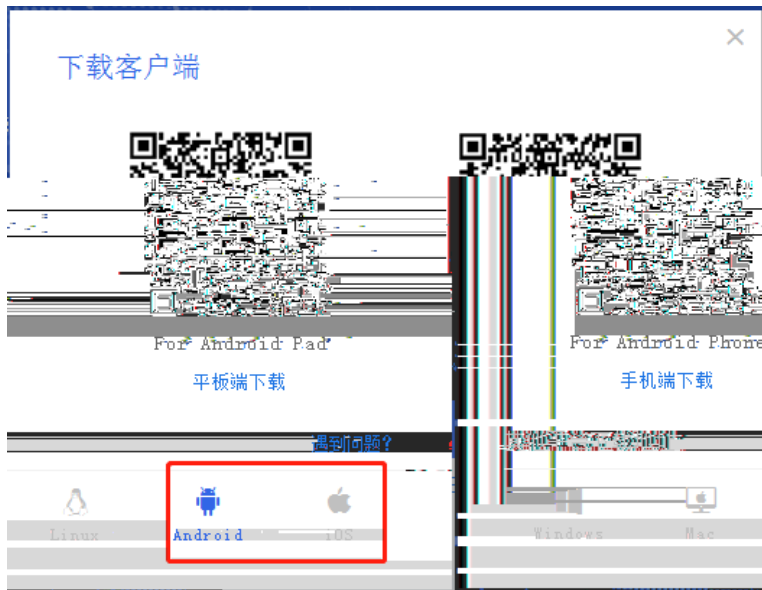 下载客户端
For Android Pad
For Android Phone
平板端下载
手机端下载
遇到问题？
Linux
Android
iOS
Windows
Mac